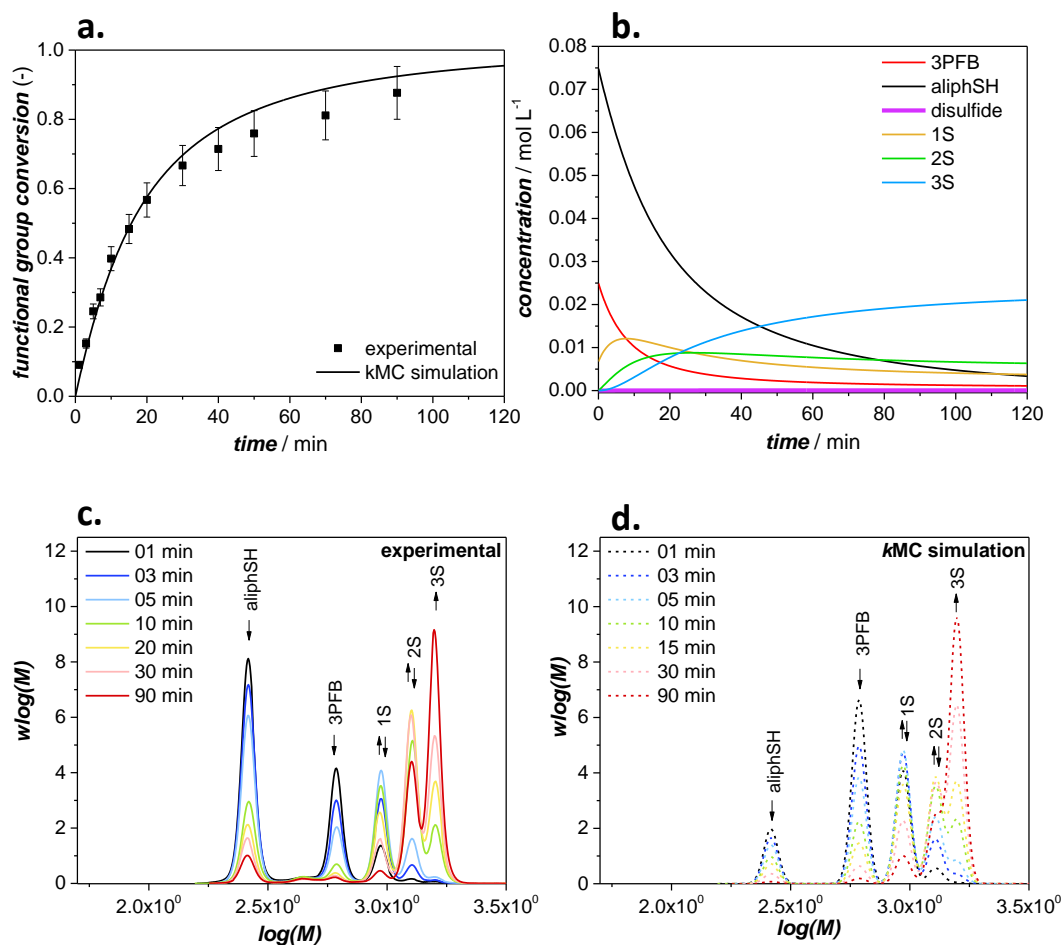 a.
functional group conversion (-)
1.0
0.8
0.6
0.4
0.2
0.0
experimental
kMC simulation
0 20 40 60 80 100 120
time / min
b.
concentration / mol L⁻¹
0.08
0.07
0.06
0.05
0.04
0.03
0.02
0.01
0.00
3PFB
aliphSH
disulfide
1S
2S
3S
0 20 40 60 80 100 120
time / min
c.
experimental
wlog(M)
12
10
8
6
4
2
0
01 min
03 min
05 min
10 min
20 min
30 min
90 min
aliphSH
3PFB
1S
2S
3S
2.0x10⁰ 2.5x10⁰ 3.0x10⁰ 3.5x10⁰
log(M)
d.
kMC simulation
wlog(M)
12
10
8
6
4
2
0
01 min
03 min
05 min
10 min
15 min
30 min
90 min
aliphSH
3PFB
1S
2S
3S
2.0x10⁰ 2.5x10⁰ 3.0x10⁰ 3.5x10⁰
log(M)